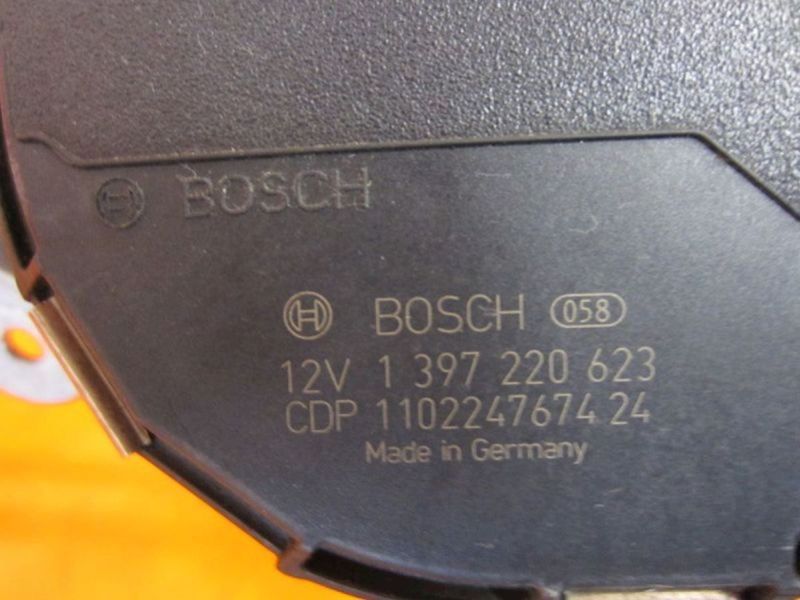 BOSCH
BOSCH 058
12V 1 397 220 623
CDP 1102247674 24
Made in Germany